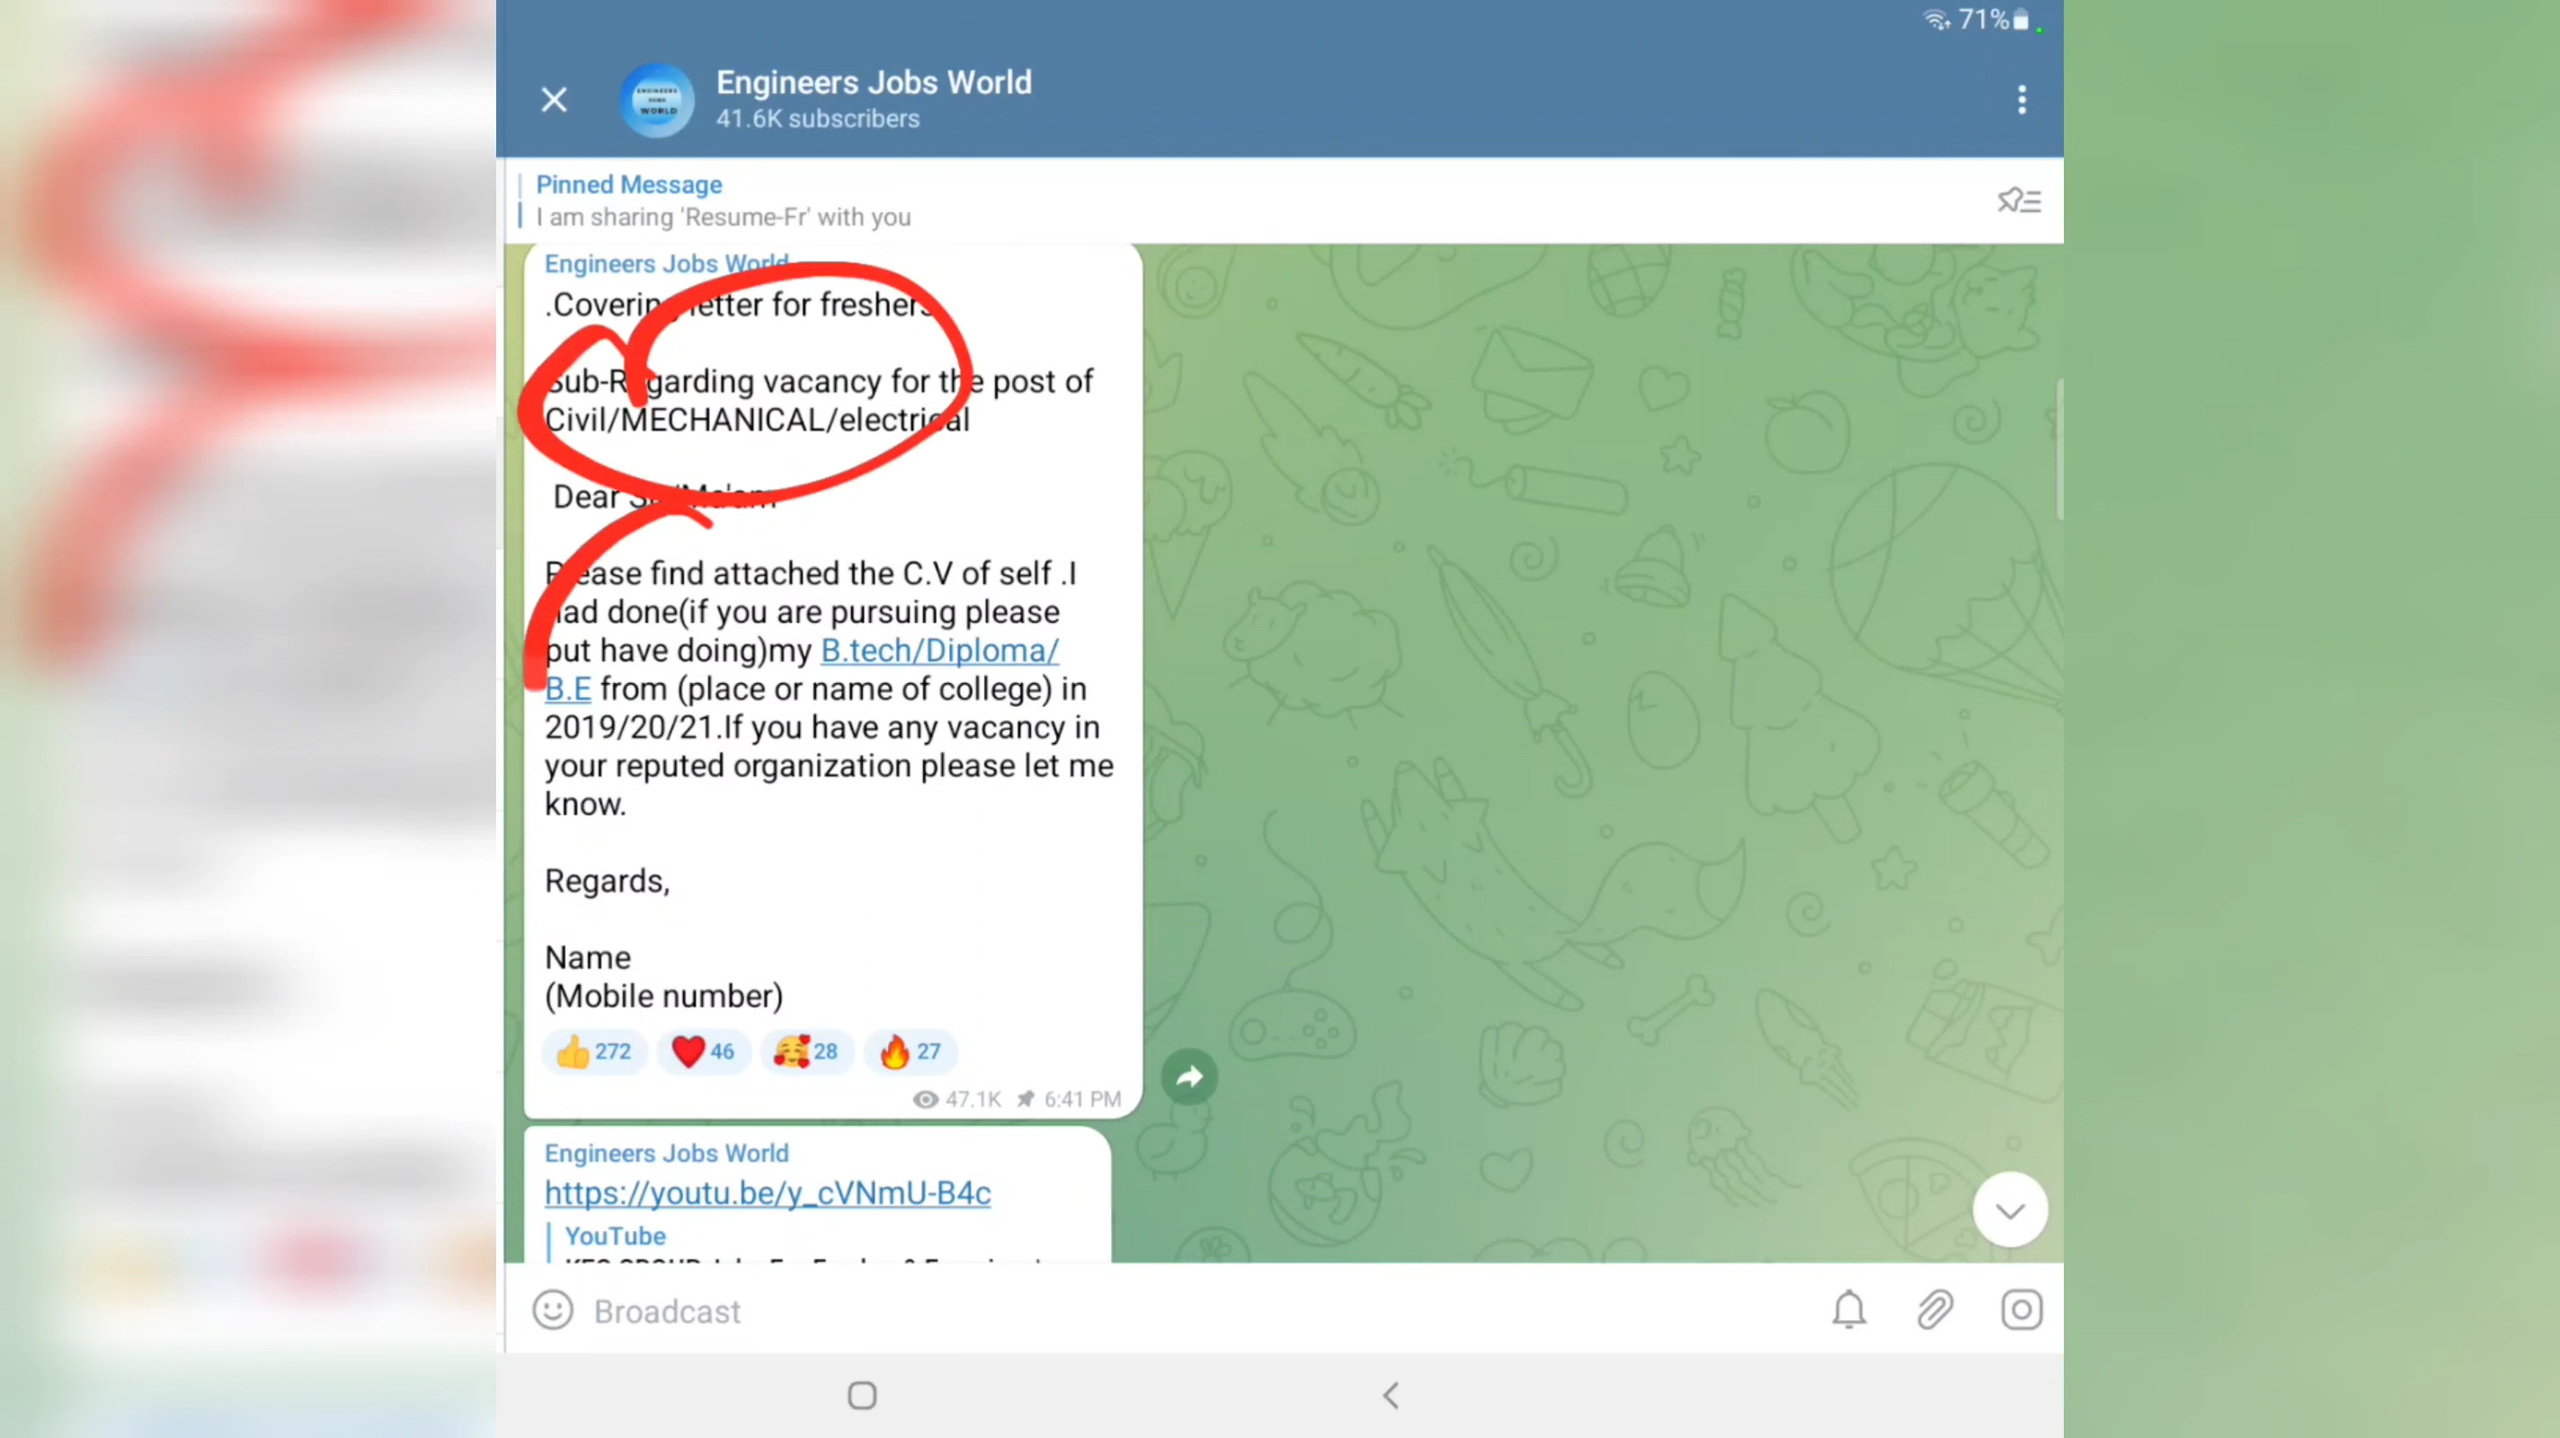 71%
Engineers Jobs World
41.6K subscribers
ENGINEERS
WORLD
Pinned Message
I am sharing 'Resume-Fr' with you
Engineers Jobs World
.Covering letter for freshers
Sub-Regarding vacancy for the post of
Civil/MECHANICAL/electrical
Dear Sir/Ma'am
Please find attached the C.V of self .I
had done(if you are pursuing please
put have doing)my B.tech/Diploma/
B.E from (place or name of college) in
2019/20/21.If you have any vacancy in
your reputed organization please let me
know.
Regards,
Name
(Mobile number)
272 46 28 27
47.1K 6:41 PM
Engineers Jobs World
https://youtu.be/y_cVNmU-B4c
YouTube
Broadcast